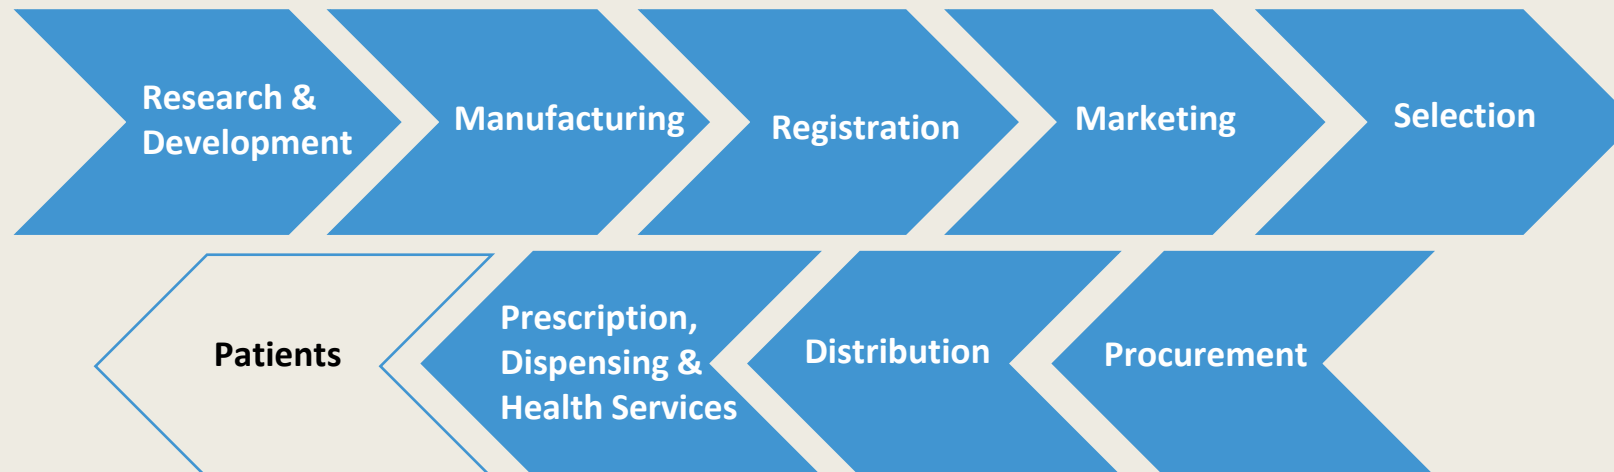 Research &
Development
Manufacturing
Registration
Marketing
Selection
Patients
Prescription,
Dispensing &
Health Services
Distribution
Procurement